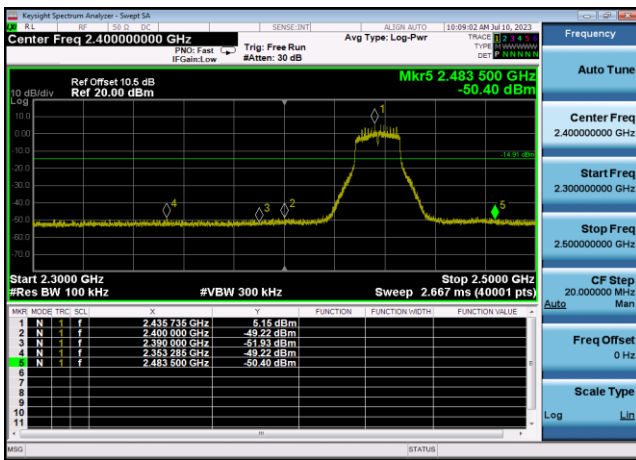 Keysight Spectrum Analyzer - Swept SA
RL RF 50 Ω DC SENSE:INT ALIGN AUTO 10:09:02 AM Jul 10, 2023
Center Freq 2.400000000 GHz
PNO: Fast
IFGain:Low
Trig: Free Run
#Atten: 30 dB
Avg Type: Log-Pwr
TRACE 1 2 3 4 5 6
TYPE M WWWWW
DET P N N N N N
Mkr5 2.483 500 GHz
-50.40 dBm
Ref Offset 10.5 dB
10 dB/div Ref 20.00 dBm
Log
10.0
0.00
-10.0
-20.0
-30.0
-40.0
-50.0
-60.0
-70.0
1
-14.91 dBm
4
3
2
5
Start 2.3000 GHz Stop 2.5000 GHz
#Res BW 100 kHz #VBW 300 kHz Sweep 2.667 ms (40001 pts)
MKR MODE TRC SCL X Y FUNCTION FUNCTION WIDTH FUNCTION VALUE
1 N 1 f 2.435 735 GHz 5.15 dBm
2 N 1 f 2.400 000 GHz -49.22 dBm
3 N 1 f 2.390 000 GHz -51.93 dBm
4 N 1 f 2.353 285 GHz -49.22 dBm
5 N 1 f 2.483 500 GHz -50.40 dBm
6
7
8
9
10
11
MSG STATUS
Frequency
Auto Tune
Center Freq
2.400000000 GHz
Start Freq
2.300000000 GHz
Stop Freq
2.500000000 GHz
CF Step
20.000000 MHz
Auto Man
Freq Offset
0 Hz
Scale Type
Log Lin